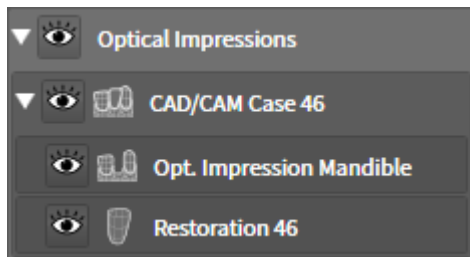 Optical Impressions
CAD/CAM Case 46
Opt. Impression Mandible
Restoration 46